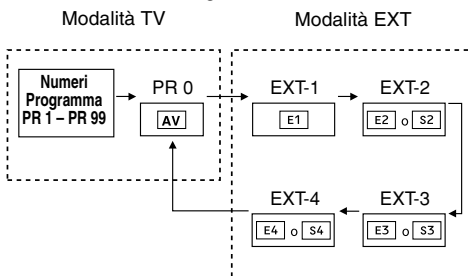 Modalità TV
Modalità EXT
Numeri
Programma
PR 1 – PR 99
PR 0
AV
EXT-1
E1
EXT-2
E2 o S2
EXT-4
E4 o S4
EXT-3
E3 o S3